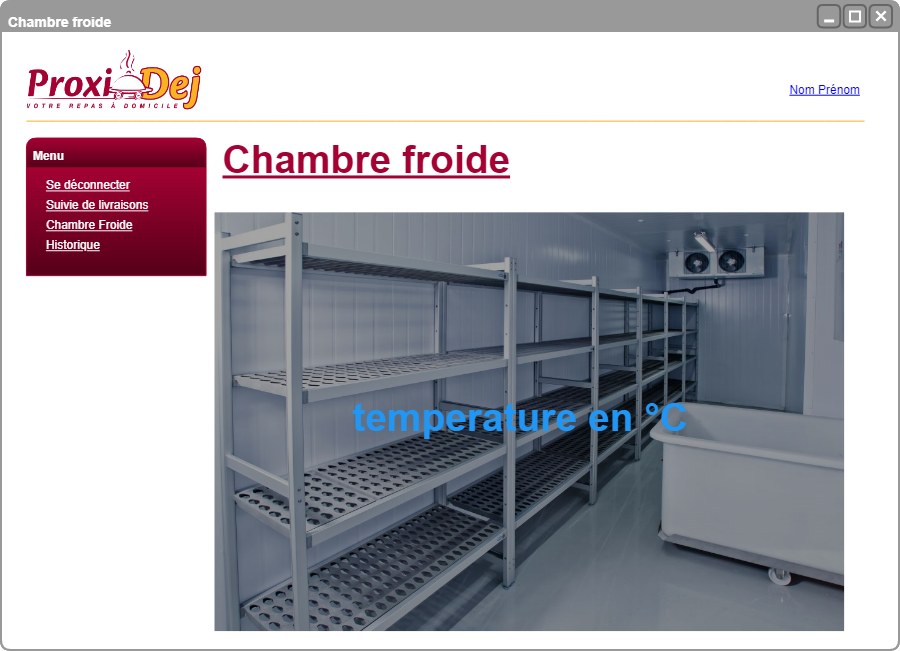 Chambre froide
Proxi Dej
VOTRE REPAS À DOMICILE
Nom Prénom
Menu
Chambre froide
Se déconnecter
Suivie de livraisons
Chambre Froide
Historique
temperature en °C